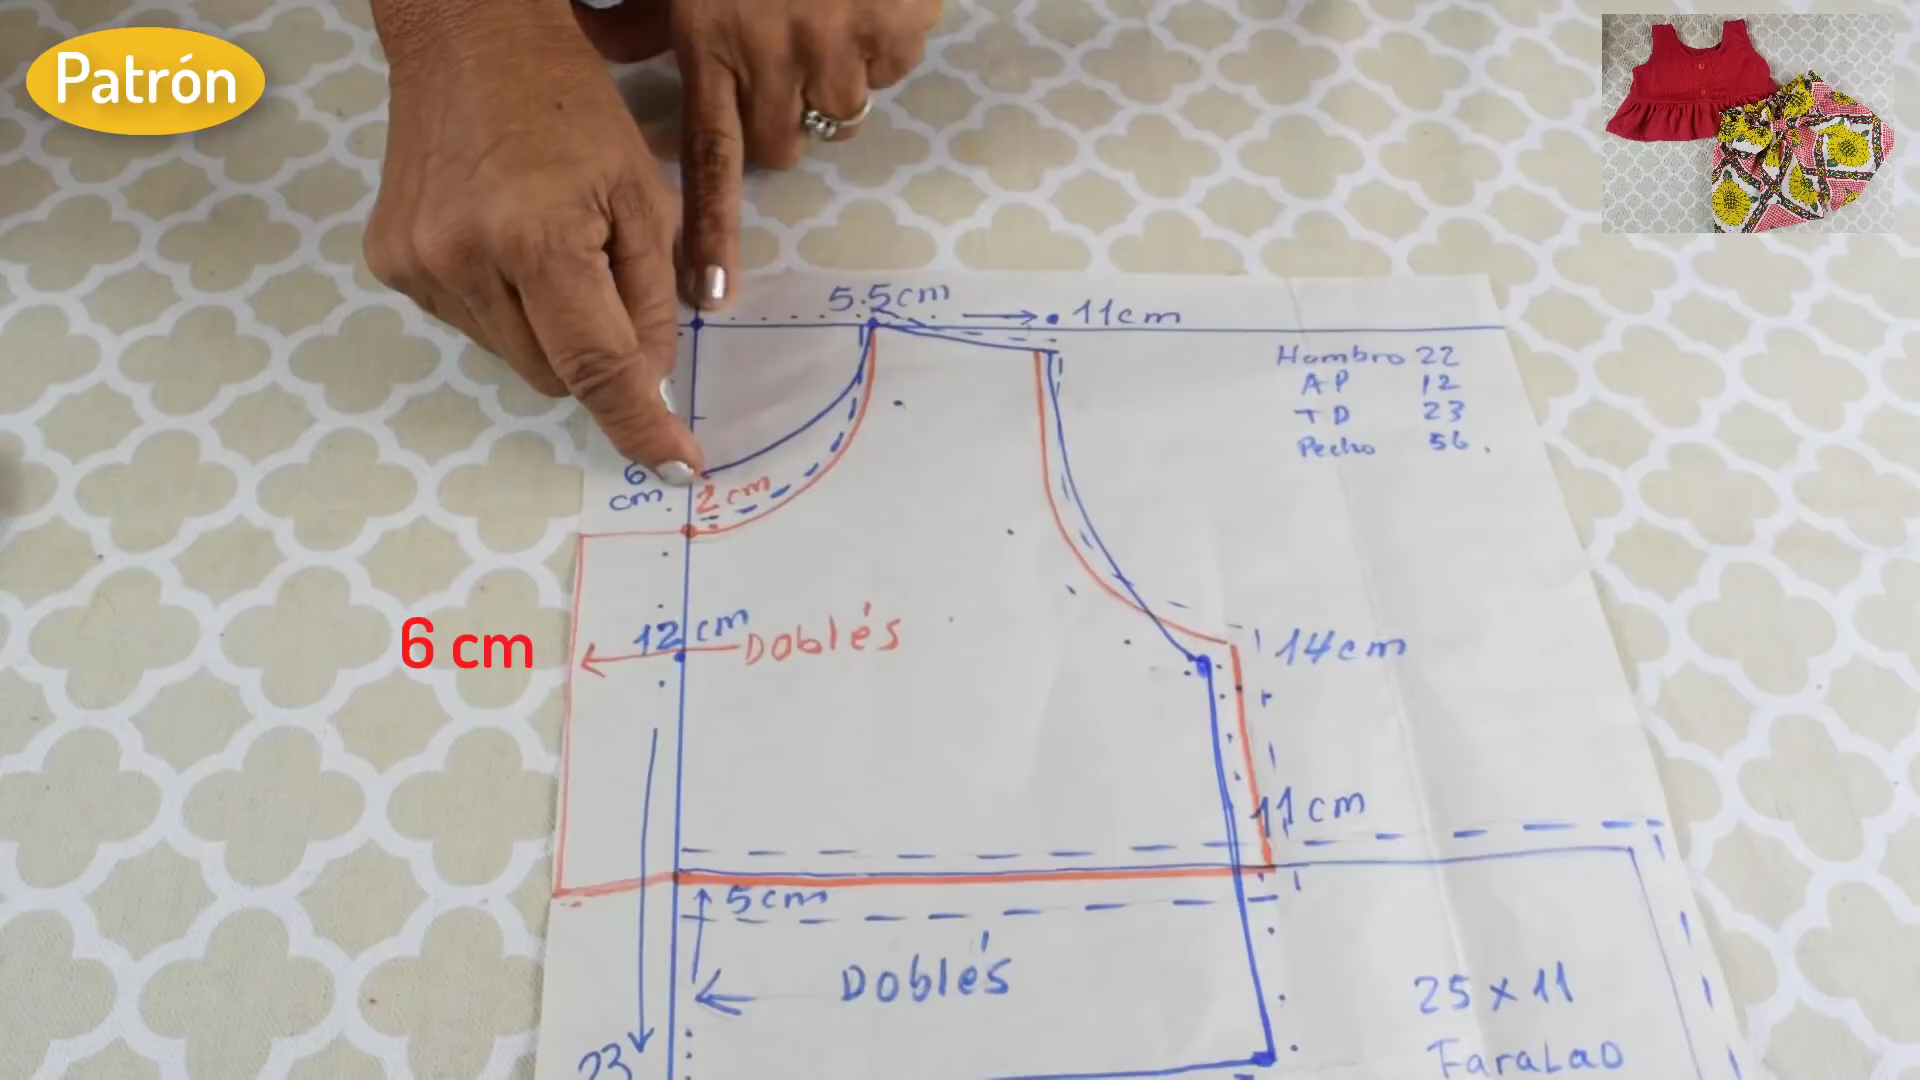 Patrón
5.5cm
11cm
Hombro 22
AP 12
TD 23
Pecho 56.
6
cm.
2cm
6 cm
12 cm
Doblés
14cm
11cm
5cm
Doblés
25 x 11
Faralao
23